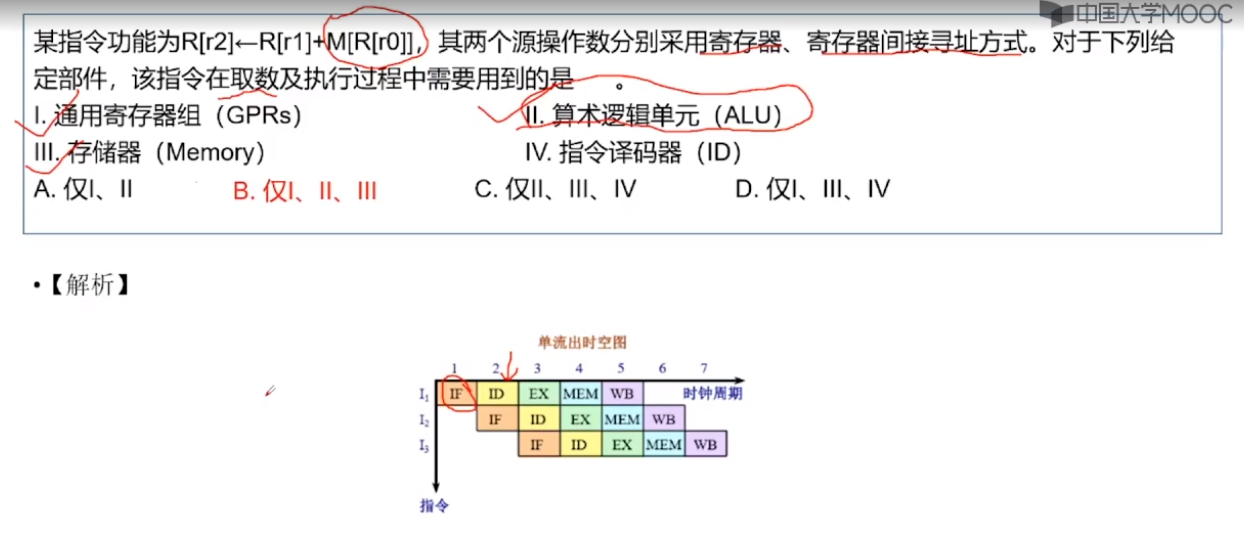 中国大学MOOC
某指令功能为R[r2]←R[r1]+M[R[r0]],其两个源操作数分别采用寄存器、寄存器间接寻址方式。对于下列给
定部件，该指令在取数及执行过程中需要用到的是 。
I. 通用寄存器组（GPRs） II. 算术逻辑单元（ALU）
III. 存储器（Memory） IV. 指令译码器（ID）
A. 仅I、II B. 仅I、II、III C. 仅II、III、IV D. 仅I、III、IV
•【解析】
单流出时空图
1 2 3 4 5 6 7
I₁ IF ID EX MEM WB 时钟周期
I₂ IF ID EX MEM WB
I₃ IF ID EX MEM WB
指令